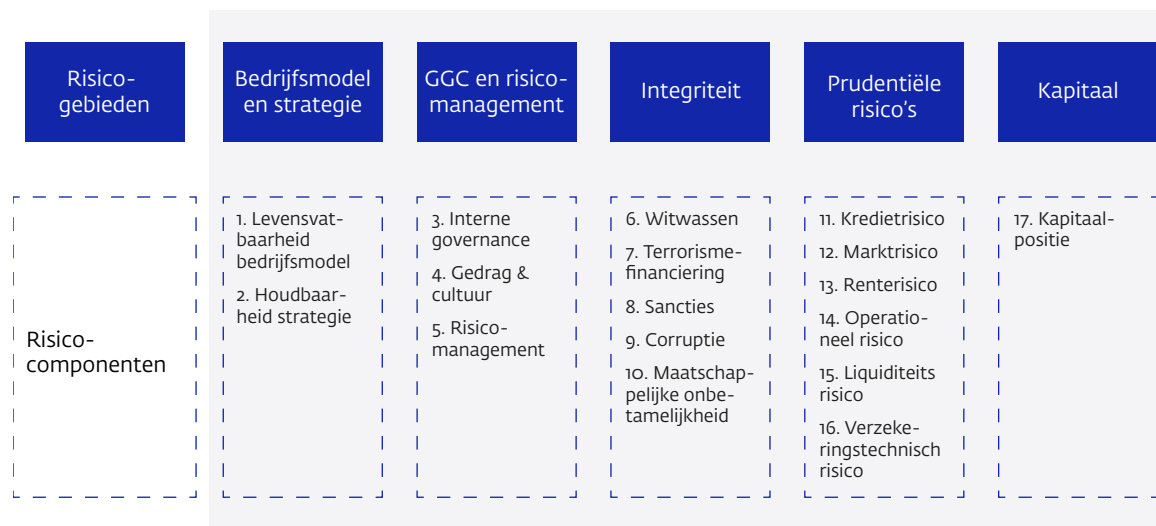 Risico-
gebieden
Bedrijfsmodel
en strategie
GGC en risico-
management
Integriteit
Prudentiële
risico's
Kapitaal
Risico-
componenten
1. Levensvat-
baarheid
bedrijfsmodel
2. Houdbaar-
heid strategie
3. Interne
governance
4. Gedrag &
cultuur
5. Risico-
management
6. Witwassen
7. Terrorisme-
financiering
8. Sancties
9. Corruptie
10. Maatschap-
pelijke onbe-
tamelijkheid
11. Kredietrisico
12. Marktrisico
13. Renterisico
14. Operatio-
neel risico
15. Liquiditeits
risico
16. Verzeke-
ringstechnisch
risico
17. Kapitaal-
positie